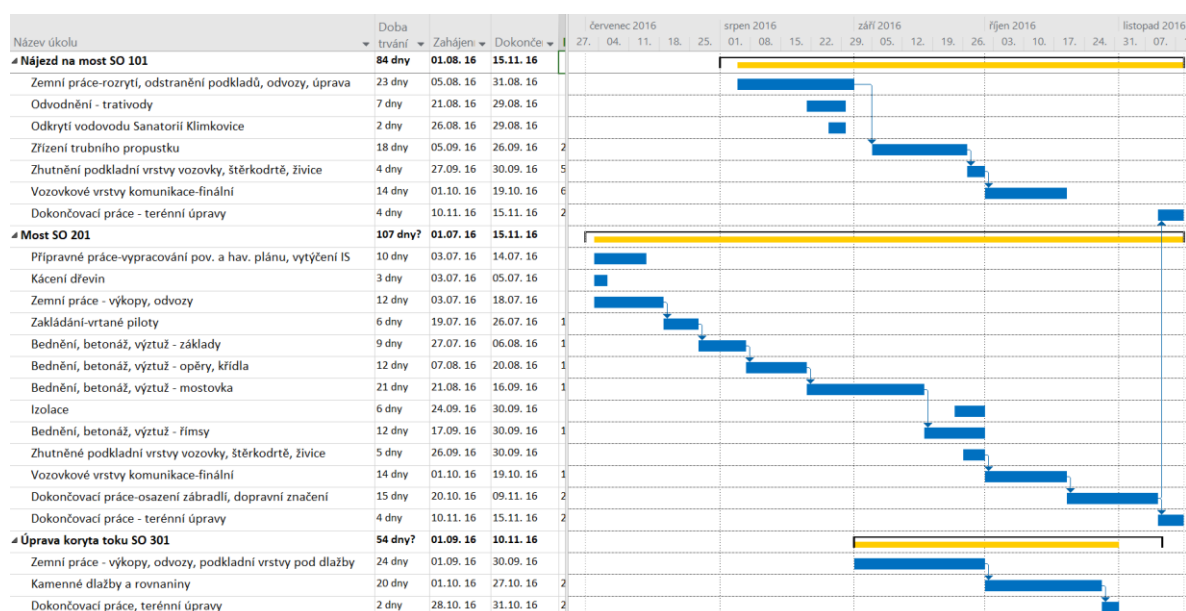 červenec 2016 srpen 2016 září 2016 říjen 2016 listopad 2016
Doba
Název úkolu trvání Zahájení Dokonče 27. 04. 11. 18. 25. 01. 08. 15. 22. 29. 05. 12. 19. 26. 03. 10. 17. 24. 31. 07.
Nájezd na most SO 101 84 dny 01.08. 16 15.11. 16
Zemní práce-rozrytí, odstranění podkladů, odvozy, úprava 23 dny 05.08. 16 31.08. 16
Odvodnění - trativody 7 dny 21.08. 16 29.08. 16
Odkrytí vodovodu Sanatorií Klimkovice 2 dny 26.08. 16 29.08. 16
Zřízení trubního propustku 18 dny 05.09. 16 26.09. 16 2
Zhutnění podkladní vrstvy vozovky, štěrkodrtě, živice 4 dny 27.09. 16 30.09. 16 5
Vozovkové vrstvy komunikace-finální 14 dny 01.10. 16 19.10. 16 6
Dokončovací práce - terénní úpravy 4 dny 10.11. 16 15.11. 16 2
Most SO 201 107 dny? 01.07. 16 15.11. 16
Přípravné práce-vypracování pov. a hav. plánu, vytýčení IS 10 dny 03.07. 16 14.07. 16
Kácení dřevin 3 dny 03.07. 16 05.07. 16
Zemní práce - výkopy, odvozy 12 dny 03.07. 16 18.07. 16
Zakládání-vrtané piloty 6 dny 19.07. 16 26.07. 16 1
Bednění, betonáž, výztuž - základy 9 dny 27.07. 16 06.08. 16 1
Bednění, betonáž, výztuž - opěry, křídla 12 dny 07.08. 16 20.08. 16 1
Bednění, betonáž, výztuž - mostovka 21 dny 21.08. 16 16.09. 16 1
Izolace 6 dny 24.09. 16 30.09. 16
Bednění, betonáž, výztuž - římsy 12 dny 17.09. 16 30.09. 16 1
Zhutněné podkladní vrstvy vozovky, štěrkodrtě, živice 5 dny 26.09. 16 30.09. 16
Vozovkové vrstvy komunikace-finální 14 dny 01.10. 16 19.10. 16 1
Dokončovací práce-osazení zábradlí, dopravní značení 15 dny 20.10. 16 09.11. 16 2
Dokončovací práce - terénní úpravy 4 dny 10.11. 16 15.11. 16 2
Úprava koryta toku SO 301 54 dny? 01.09. 16 10.11. 16
Zemní práce - výkopy, odvozy, podkladní vrstvy pod dlažby 24 dny 01.09. 16 30.09. 16
Kamenné dlažby a rovnaniny 20 dny 01.10. 16 27.10. 16 2
Dokončovací práce, terénní úpravy 2 dny 28.10. 16 31.10. 16 2